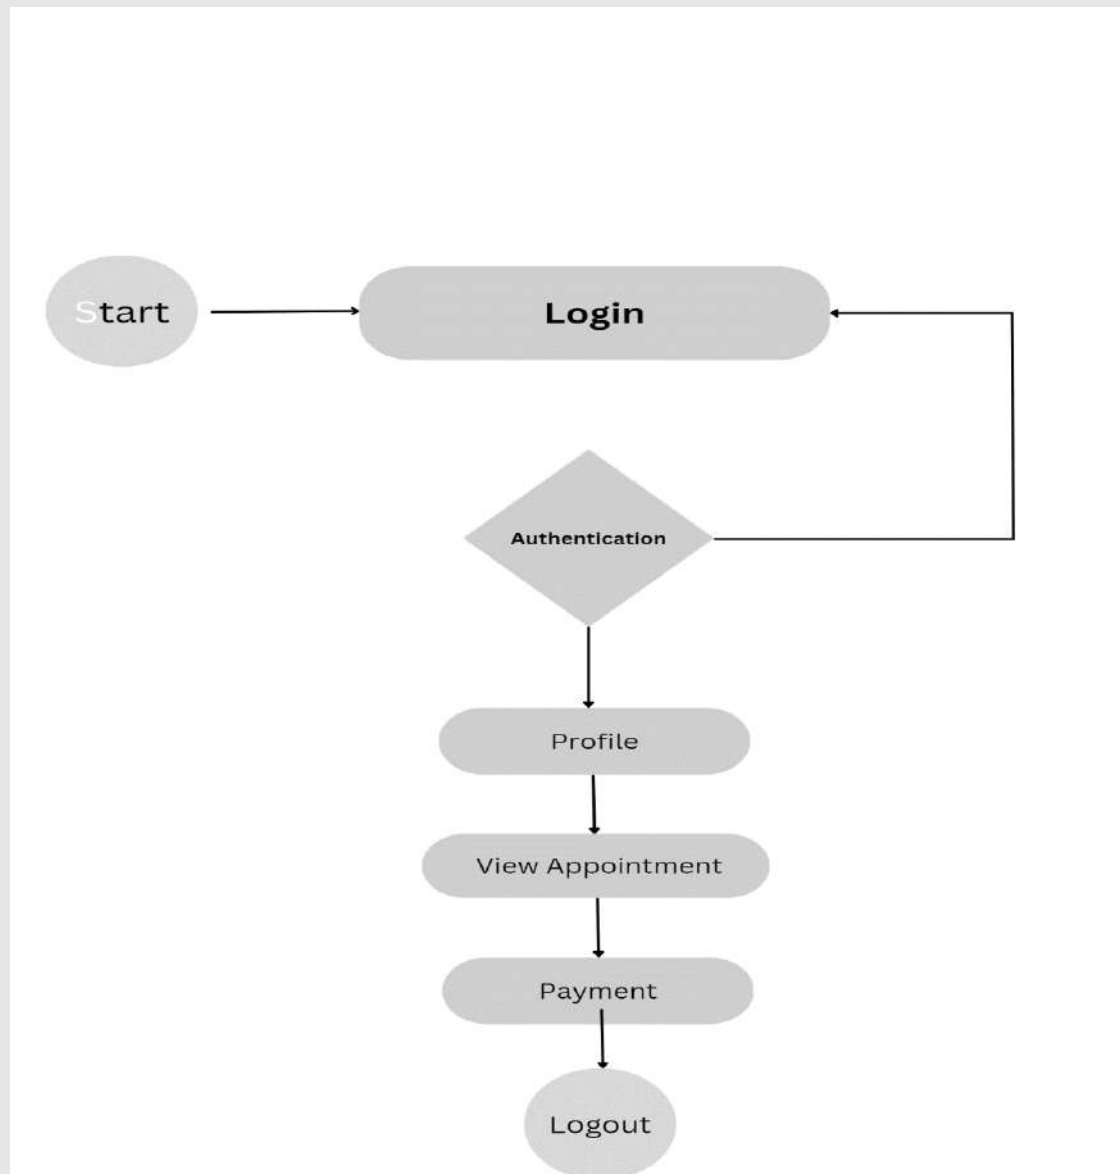 Start
Login
Authentication
Profile
View Appointment
Payment
Logout